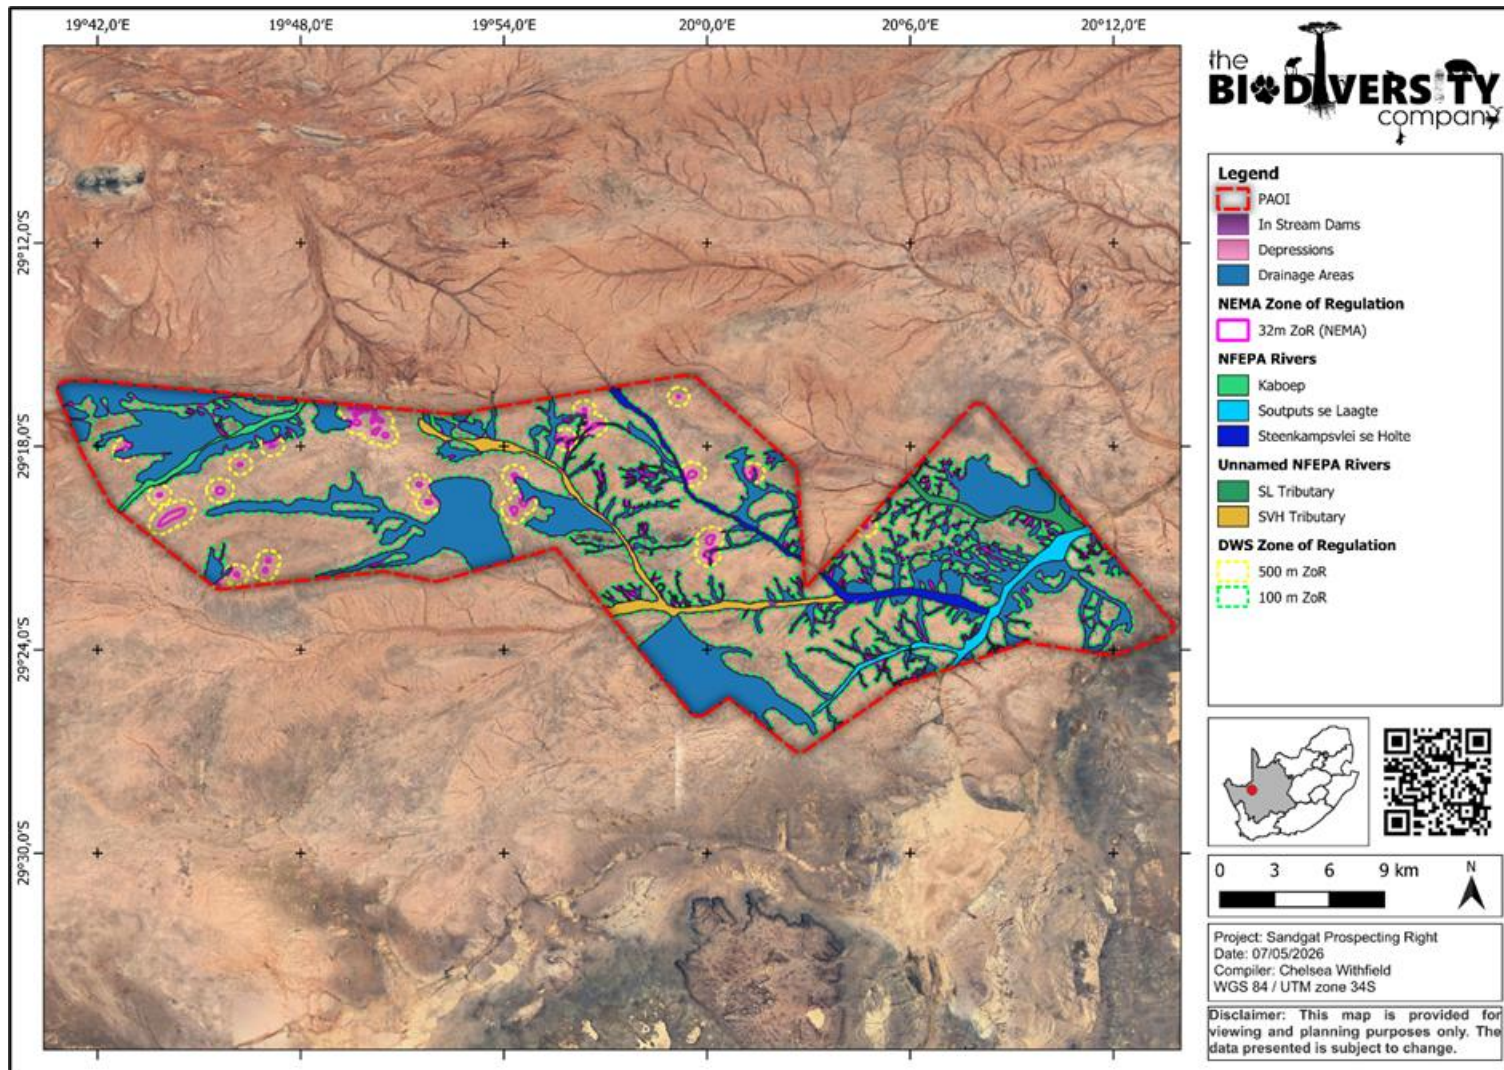 19°42,0'E 19°48,0'E 19°54,0'E 20°0,0'E 20°6,0'E 20°12,0'E
29°12,0'S
29°18,0'S
29°24,0'S
29°30,0'S
the
BIODIVERSITY
company
Legend
PAOI
In Stream Dams
Depressions
Drainage Areas
NEMA Zone of Regulation
32m ZoR (NEMA)
NFEPA Rivers
Kaboep
Soutputs se Laagte
Steenkampsvlei se Holte
Unnamed NFEPA Rivers
SL Tributary
SVH Tributary
DWS Zone of Regulation
500 m ZoR
100 m ZoR
0 3 6 9 km
N
Project: Sandgat Prospecting Right
Date: 07/05/2026
Compiler: Chelsea Withfield
WGS 84 / UTM zone 34S
Disclaimer: This map is provided for
viewing and planning purposes only. The
data presented is subject to change.